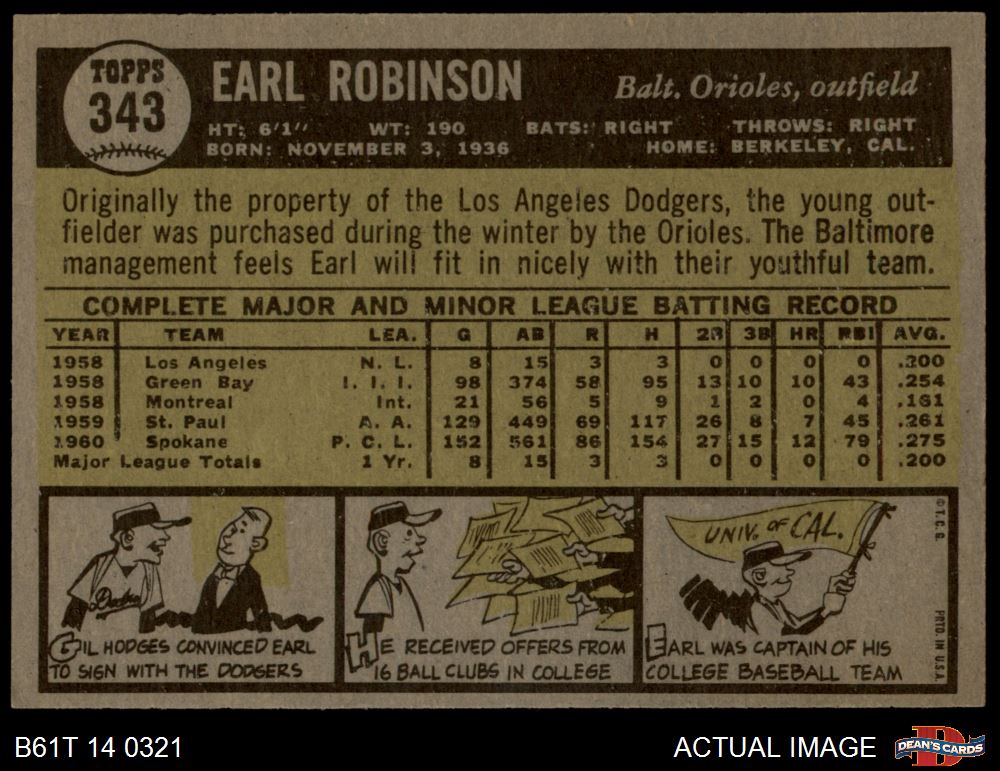 TOPPS
343
EARL ROBINSON
Balt. Orioles, outfield
HT: 6'1" WT: 190 BATS: RIGHT THROWS: RIGHT
BORN: NOVEMBER 3, 1936 HOME: BERKELEY, CAL.
Originally the property of the Los Angeles Dodgers, the young out-
fielder was purchased during the winter by the Orioles. The Baltimore
management feels Earl will fit in nicely with their youthful team.
COMPLETE MAJOR AND MINOR LEAGUE BATTING RECORD
YEAR TEAM LEA. G AB R H 2B 3B HR RBI AVG.
1958 Los Angeles N. L. 8 15 3 3 0 0 0 0 .200
1958 Green Bay I. I. I. 98 374 58 95 13 10 10 43 .254
1958 Montreal Int. 21 56 5 9 1 2 0 4 .161
1959 St. Paul A. A. 129 449 69 117 26 8 7 45 .261
1960 Spokane P. C. L. 152 561 86 154 27 15 12 79 .275
Major League Totals 1 Yr. 8 15 3 3 0 0 0 0 .200
GIL HODGES CONVINCED EARL
TO SIGN WITH THE DODGERS
HE RECEIVED OFFERS FROM
16 BALL CLUBS IN COLLEGE
UNIV. OF CAL.
EARL WAS CAPTAIN OF HIS
COLLEGE BASEBALL TEAM
© T. C. G. PRTD. IN U.S.A.
B61T 14 0321
ACTUAL IMAGE
DEAN'S CARDS